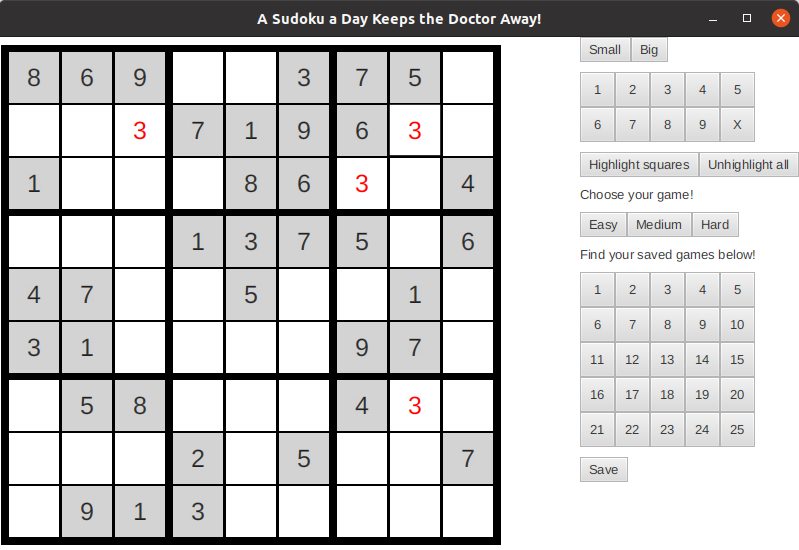 A Sudoku a Day Keeps the Doctor Away!
Small Big
8 6 9 3 7 5
1 2 3 4 5
3 7 1 9 6 3
6 7 8 9 X
1 8 6 3 4
Highlight squares Unhighlight all
Choose your game!
1 3 7 5 6
Easy Medium Hard
Find your saved games below!
4 7 5 1
1 2 3 4 5
3 1 9 7
6 7 8 9 10
11 12 13 14 15
5 8 4 3
16 17 18 19 20
21 22 23 24 25
2 5 7
Save
9 1 3